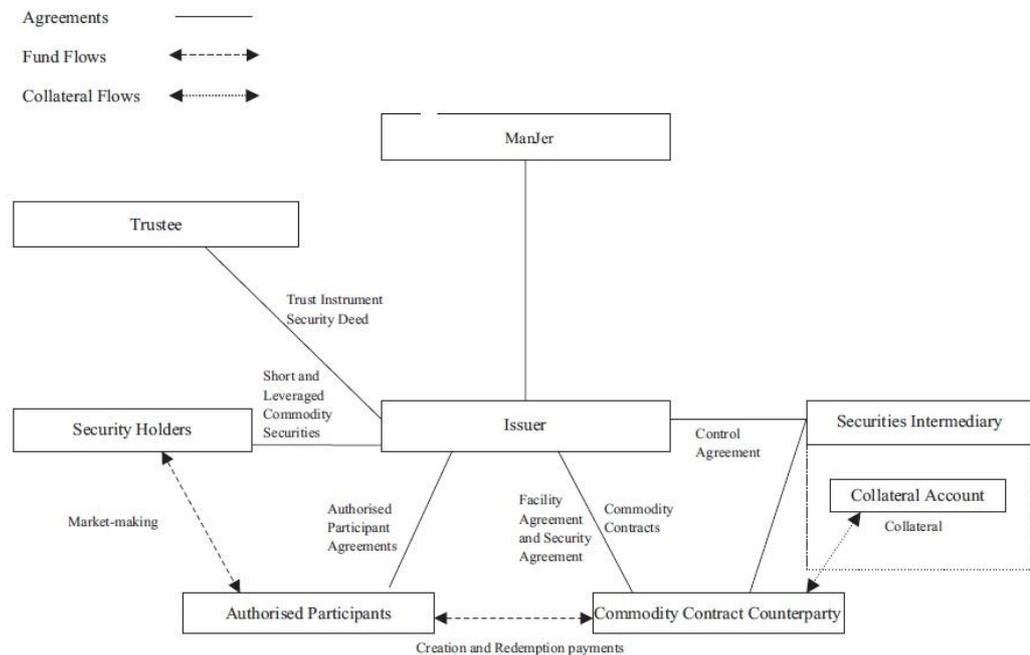 Agreements
Fund Flows
Collateral Flows
ManJer
Trustee
Trust Instrument
Security Deed
Short and
Leveraged
Commodity
Securities
Security Holders
Issuer
Securities Intermediary
Control
Agreement
Collateral Account
Collateral
Market-making
Authorised
Participant
Agreements
Facility
Agreement
and Security
Agreement
Commodity
Contracts
Authorised Participants
Commodity Contract Counterparty
Creation and Redemption payments